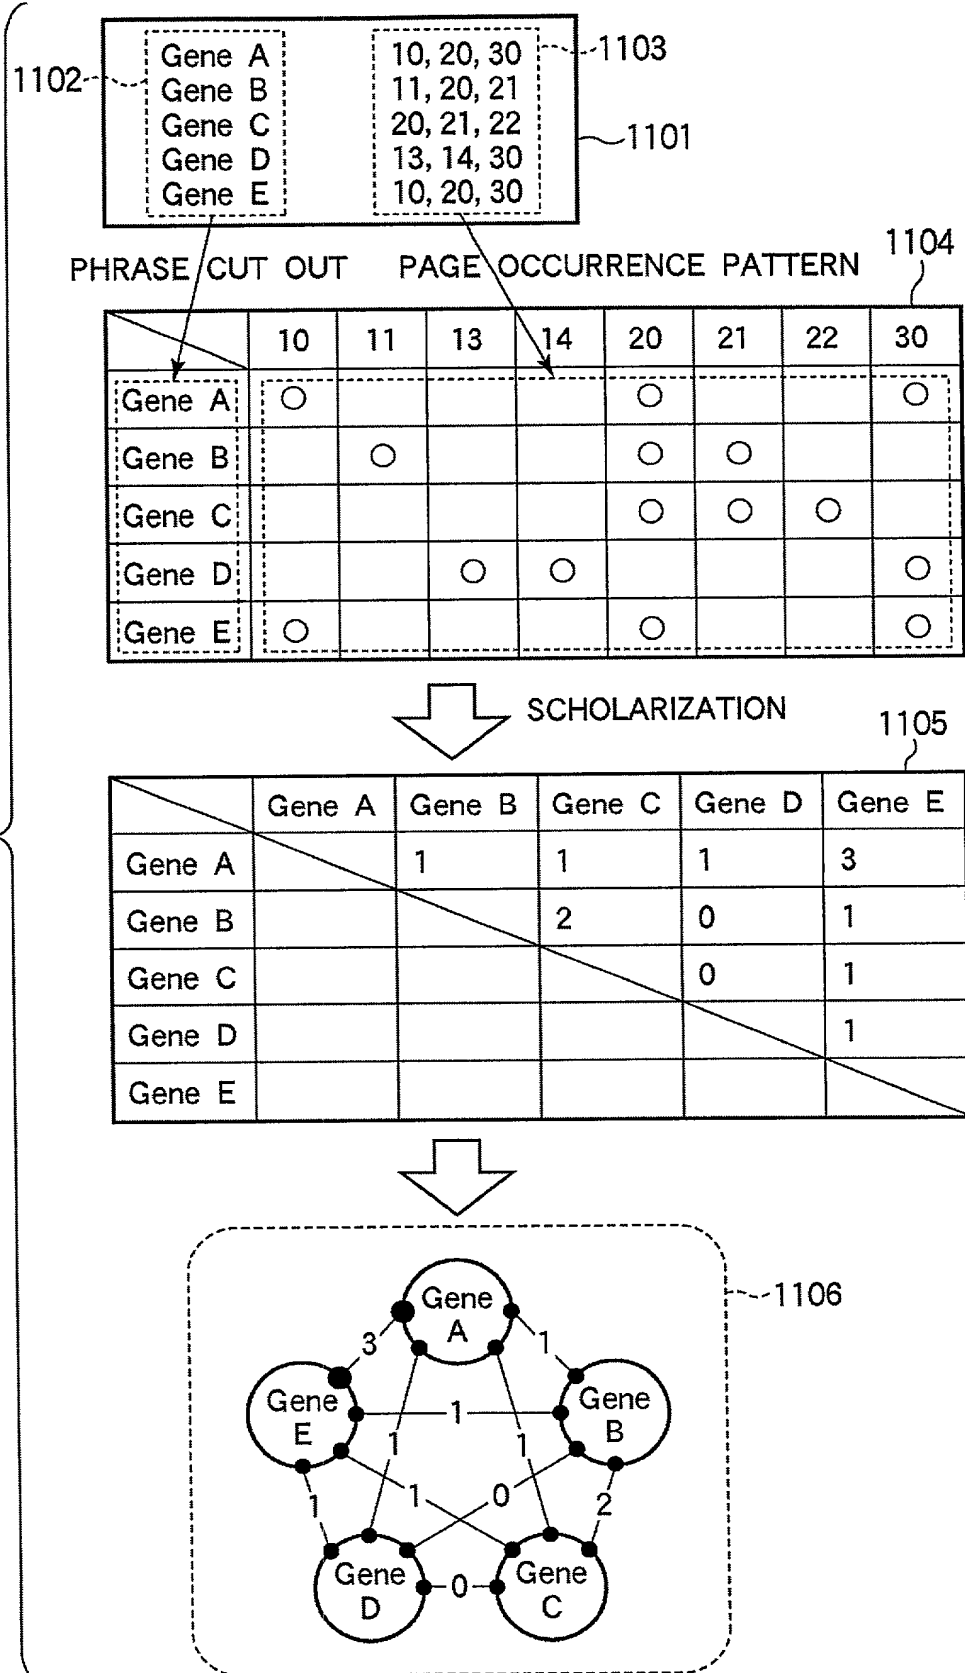 Gene A 10, 20, 30 1103
1102 Gene B 11, 20, 21
Gene C 20, 21, 22 1101
Gene D 13, 14, 30
Gene E 10, 20, 30
1104
PHRASE CUT OUT PAGE OCCURRENCE PATTERN
10 11 13 14 20 21 22 30
Gene A ○ ○ ○
Gene B ○ ○ ○
Gene C ○ ○ ○
Gene D ○ ○ ○
Gene E ○ ○ ○
SCHOLARIZATION
1105
Gene A Gene B Gene C Gene D Gene E
Gene A 1 1 1 3
Gene B 2 0 1
Gene C 0 1
Gene D 1
Gene E
1106
Gene
A
3 1
Gene
E
1
Gene
B
1 1
1 1 0 2
Gene
D
0
Gene
C